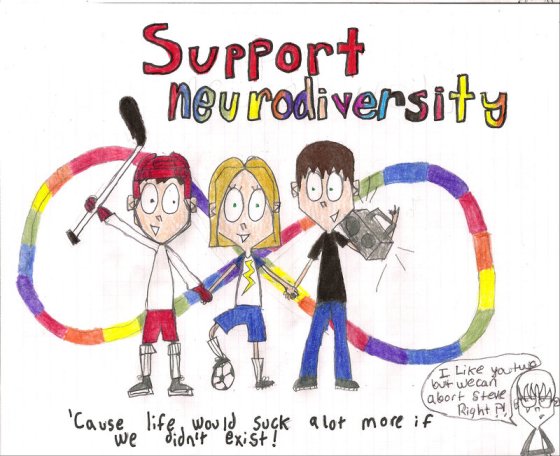 Support
neurodiversity
'Cause life would suck alot more if
we didn't exist!
I Like you two
but we can
abort Steve
Right?!